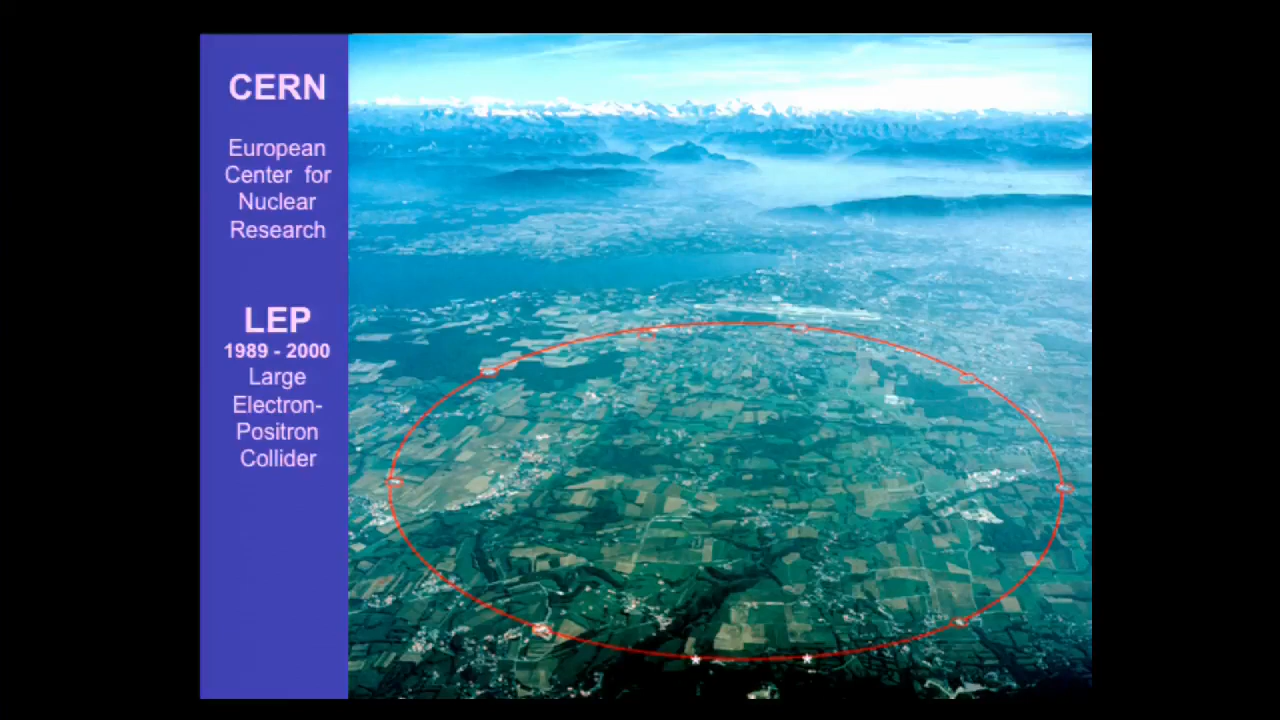 CERN
European
Center for
Nuclear
Research
LEP
1989 - 2000
Large
Electron-
Positron
Collider